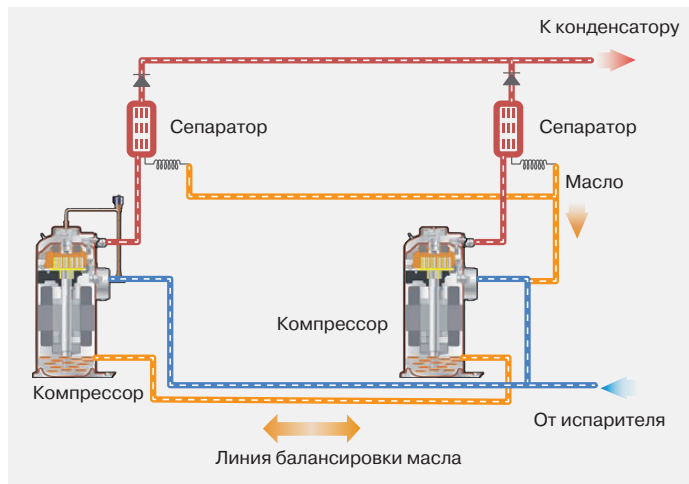 К конденсатору
Сепаратор
Сепаратор
Масло
Компрессор
Компрессор
От испарителя
Линия балансировки масла